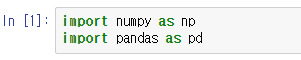 In [1]: import numpy as np
import pandas as pd